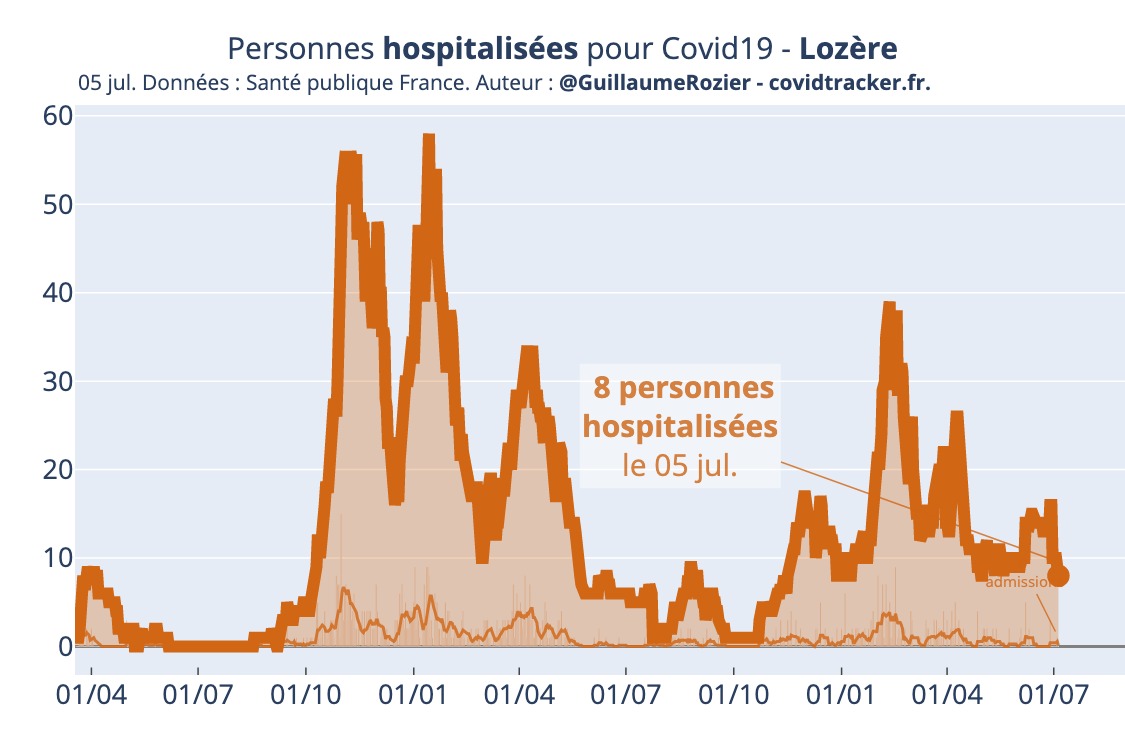 Personnes hospitalisées pour Covid19 - Lozère
05 jul. Données : Santé publique France. Auteur : @GuillaumeRozier - covidtracker.fr.
60
50
40
30
20
10
0
8 personnes
hospitalisées
le 05 jul.
admissio
01/04 01/07 01/10 01/01 01/04 01/07 01/10 01/01 01/04 01/07